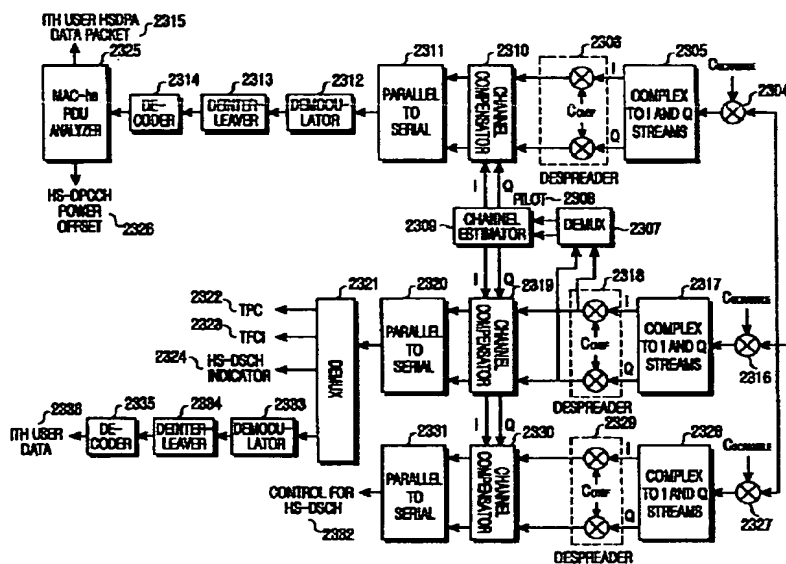 ITH USER HSDPA
DATA PACKET
2315
2325
MAC-hs
PDU
ANALYZER
HS-DPCCH
POWER
OFFSET
2326
2314
DE-
CODER
2313
DEINTER-
LEAVER
2312
DEMODU-
LATOR
2311
PARALLEL
TO
SERIAL
2310
CHANNEL
COMPENSATOR
2306
DESPREADER
I
Q
2305
COMPLEX
TO I AND Q
STREAMS
2304
I
Q
PILOT
2308
2309
CHANNEL
ESTIMATOR
DEMUX
2307
I
Q
2322
TPC
2323
TFCI
2324
HS-DSCH
INDICATOR
2321
DEMUX
2320
PARALLEL
TO
SERIAL
2319
CHANNEL
COMPENSATOR
2318
DESPREADER
I
Q
2317
COMPLEX
TO I AND Q
STREAMS
2316
2336
ITH USER
DATA
2335
DE-
CODER
2334
DEINTER-
LEAVER
2333
DEMODU-
LATOR
I
Q
2331
PARALLEL
TO
SERIAL
CONTROL FOR
HS-DSCH
2332
2330
CHANNEL
COMPENSATOR
2329
DESPREADER
I
Q
2328
COMPLEX
TO I AND Q
STREAMS
2327